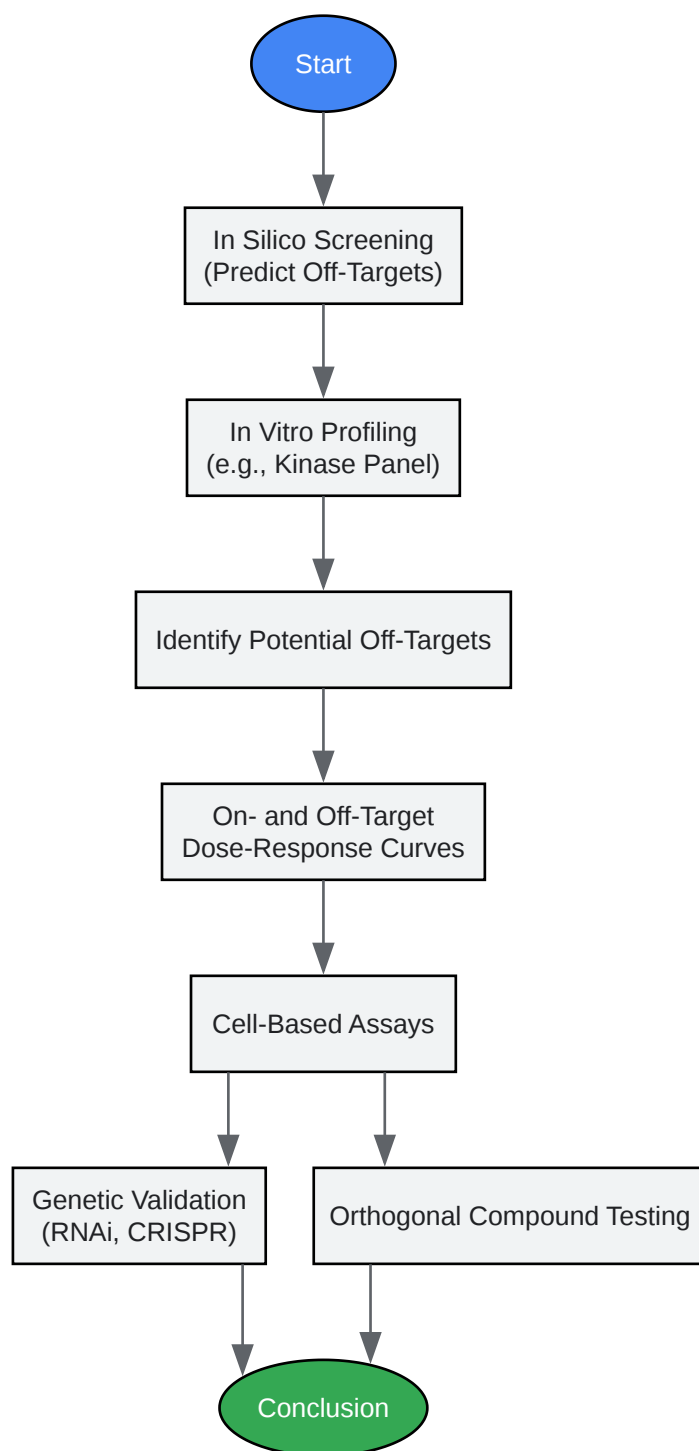 Start
In Silico Screening
(Predict Off-Targets)
In Vitro Profiling
(e.g., Kinase Panel)
Identify Potential Off-Targets
On- and Off-Target
Dose-Response Curves
Cell-Based Assays
Genetic Validation
(RNAi, CRISPR)
Orthogonal Compound Testing
Conclusion